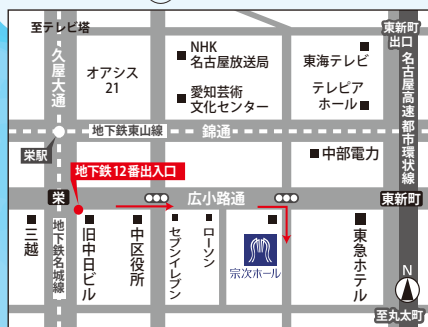 至テレビ塔
久屋大通
オアシス
21
NHK
名古屋放送局
愛知芸術
文化センター
東海テレビ
テレピア
ホール
東新町
出口
名古屋高速都市環状線
地下鉄東山線
錦通
栄駅
中部電力
地下鉄12番出入口
栄
広小路通
東新町
三越
地下鉄名城線
旧中日ビル
中区役所
セブンイレブン
ローソン
宗次ホール
東急ホテル
N
至丸太町